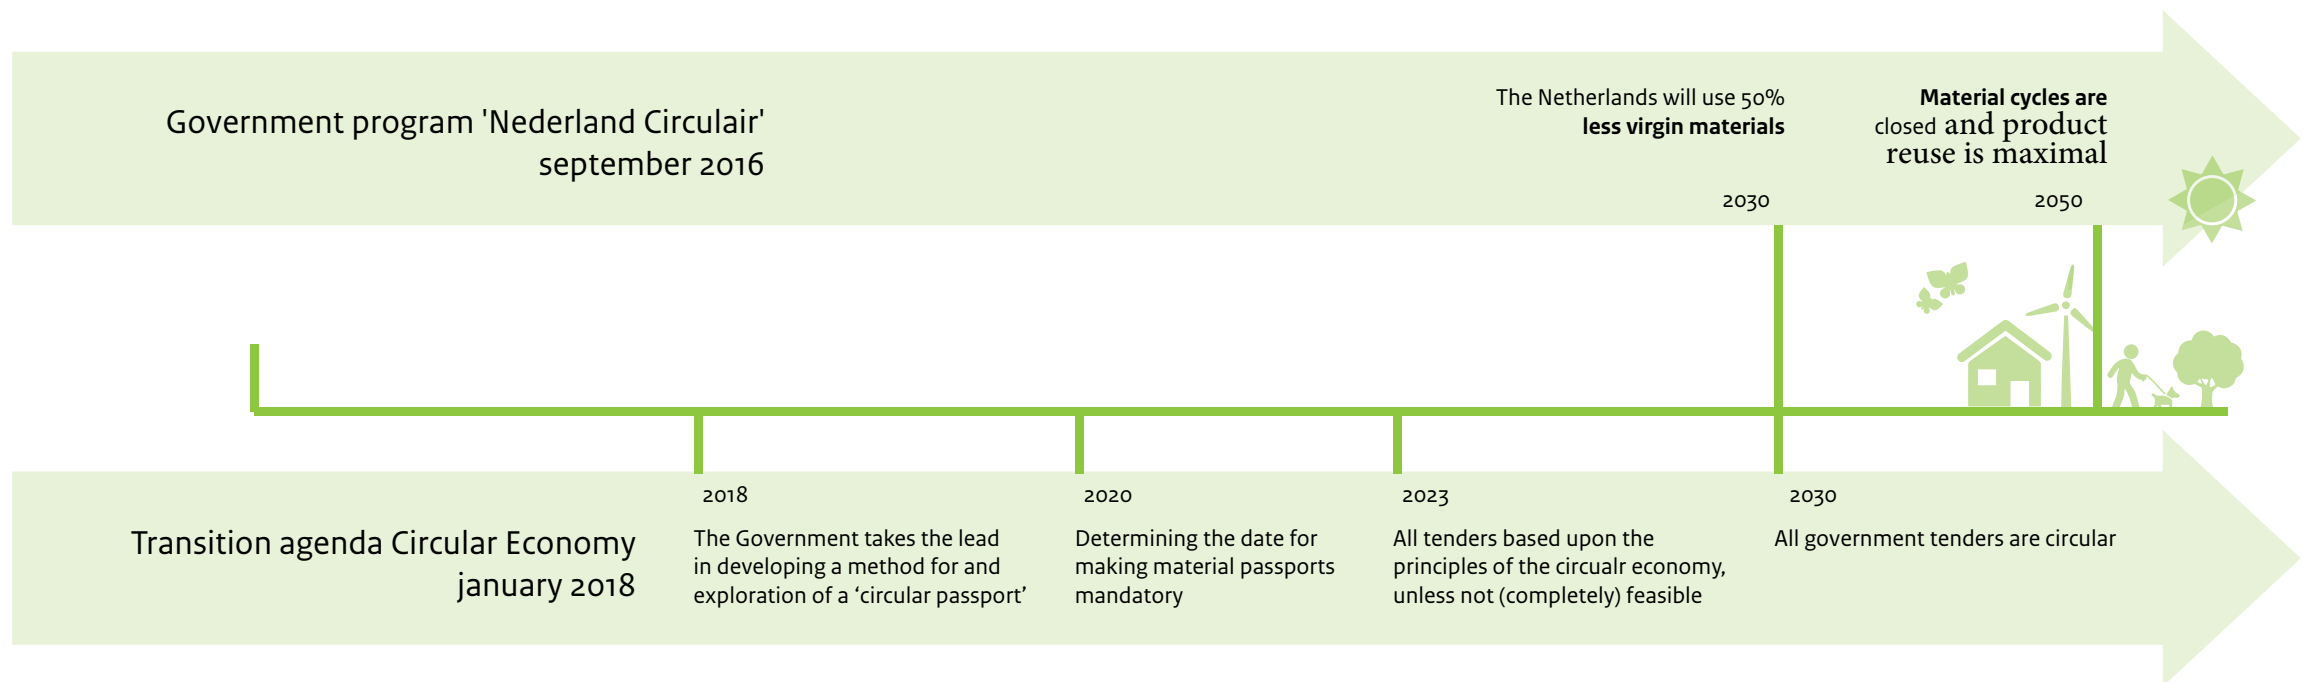 Government program 'Nederland Circulair'
september 2016
The Netherlands will use 50%
less virgin materials
2030
Material cycles are
closed and product
reuse is maximal
2050
Transition agenda Circular Economy
january 2018
2018
The Government takes the lead
in developing a method for and
exploration of a ‘circular passport’
2020
Determining the date for
making material passports
mandatory
2023
All tenders based upon the
principles of the circualr economy,
unless not (completely) feasible
2030
All government tenders are circular